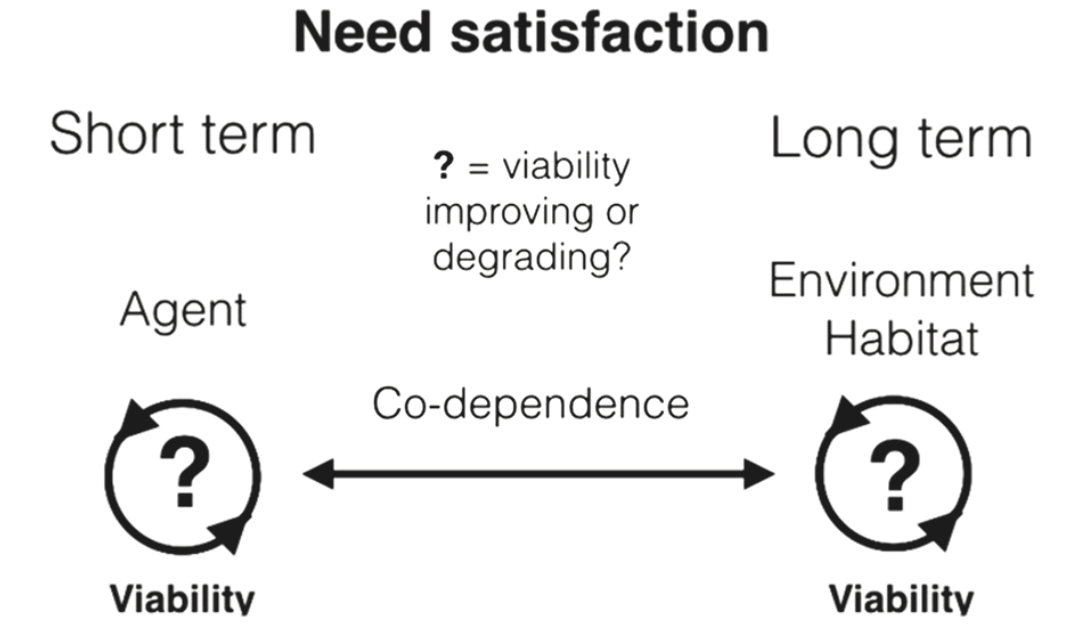 Need satisfaction
Short term
Long term
? = viability
improving or
degrading?
Agent
Environment
Habitat
Co-dependence
?
?
Viability
Viability